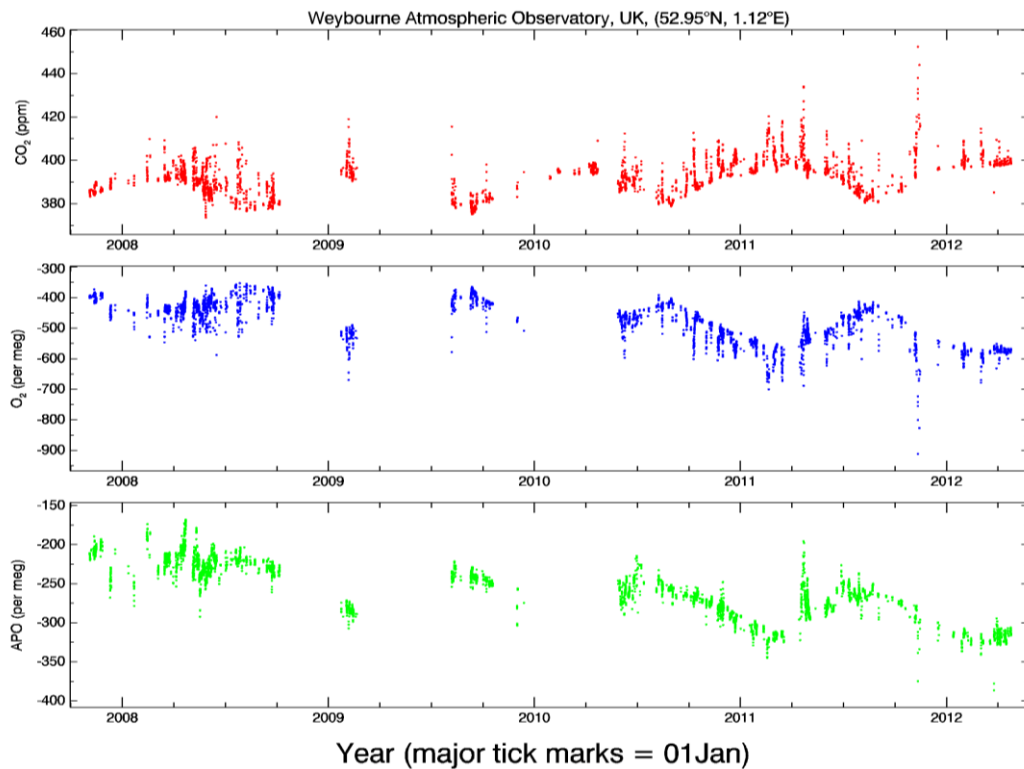 Weybourne Atmospheric Observatory, UK, (52.95°N, 1.12°E)
460
440
420
400
380
CO₂ (ppm)
2008 2009 2010 2011 2012
-300
-400
-500
-600
-700
-800
-900
O₂ (per meg)
2008 2009 2010 2011 2012
-150
-200
-250
-300
-350
-400
APO (per meg)
2008 2009 2010 2011 2012
Year (major tick marks = 01Jan)